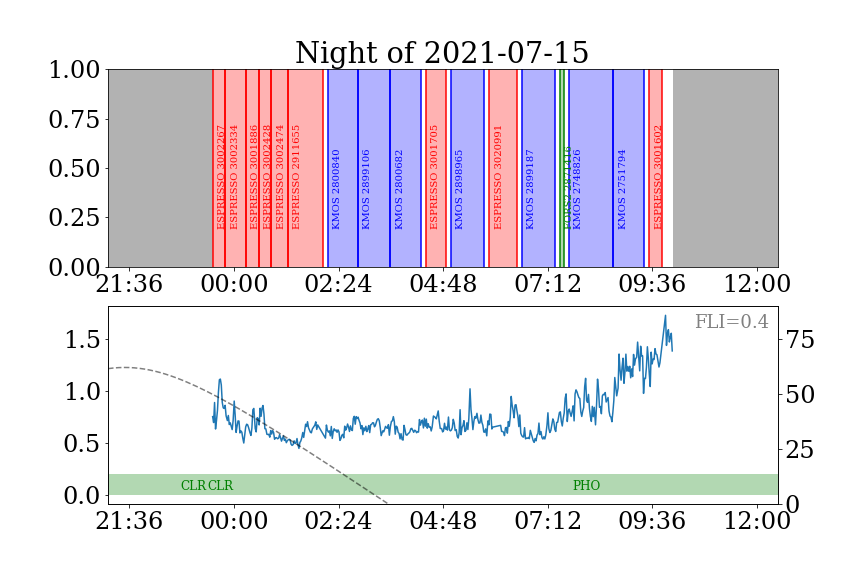 Night of 2021-07-15
1.00
0.75
0.50
0.25
0.00
ESPRESSO 3002267
ESPRESSO 3002334
ESPRESSO 3001886
ESPRESSO 3002428
ESPRESSO 3002474
ESPRESSO 2911655
KMOS 2800840
KMOS 2899106
KMOS 2800682
ESPRESSO 3001705
KMOS 2898965
ESPRESSO 3020991
KMOS 2899187
FORS2
KMOS 2748826
KMOS 2751794
ESPRESSO 3001602
21:36 00:00 02:24 04:48 07:12 09:36 12:00
FLI=0.4
1.5
1.0
0.5
0.0
75
50
25
0
CLR CLR PHO
21:36 00:00 02:24 04:48 07:12 09:36 12:00